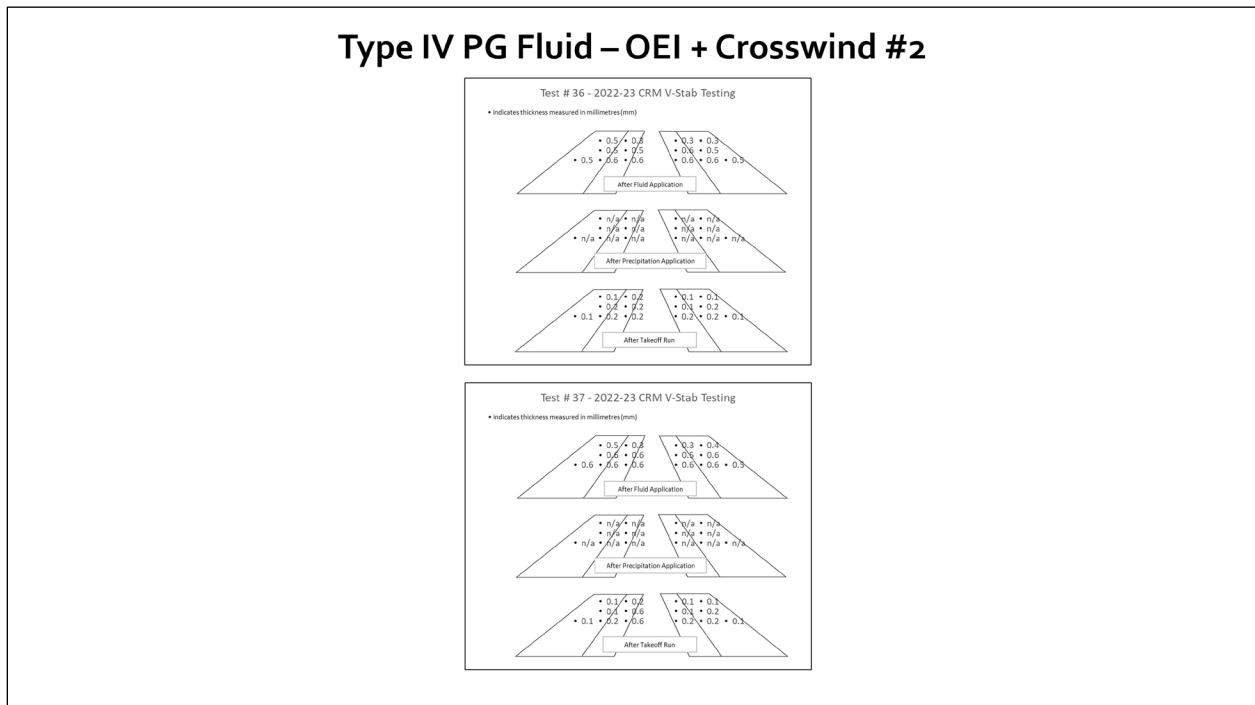 Type IV PG Fluid – OEI + Crosswind #2
Test # 36 - 2022-23 CRM V-Stab Testing
• indicates thickness measured in millimetres (mm)
• 0.5 • 0.3 • 0.3 • 0.3
• 0.5 • 0.5 • 0.6 • 0.5
• 0.5 • 0.6 • 0.6 • 0.6 • 0.6 • 0.5
After Fluid Application
• n/a • n/a • n/a • n/a
• n/a • n/a • n/a • n/a
• n/a • n/a • n/a • n/a • n/a • n/a
After Precipitation Application
• 0.1 • 0.2 • 0.1 • 0.1
• 0.2 • 0.2 • 0.1 • 0.2
• 0.1 • 0.2 • 0.2 • 0.2 • 0.2 • 0.1
After Takeoff Run
Test # 37 - 2022-23 CRM V-Stab Testing
• indicates thickness measured in millimetres (mm)
• 0.5 • 0.3 • 0.3 • 0.4
• 0.6 • 0.6 • 0.5 • 0.6
• 0.6 • 0.6 • 0.6 • 0.6 • 0.6 • 0.5
After Fluid Application
• n/a • n/a • n/a • n/a
• n/a • n/a • n/a • n/a
• n/a • n/a • n/a • n/a • n/a • n/a
After Precipitation Application
• 0.1 • 0.2 • 0.1 • 0.1
• 0.1 • 0.6 • 0.1 • 0.2
• 0.1 • 0.2 • 0.6 • 0.2 • 0.2 • 0.1
After Takeoff Run